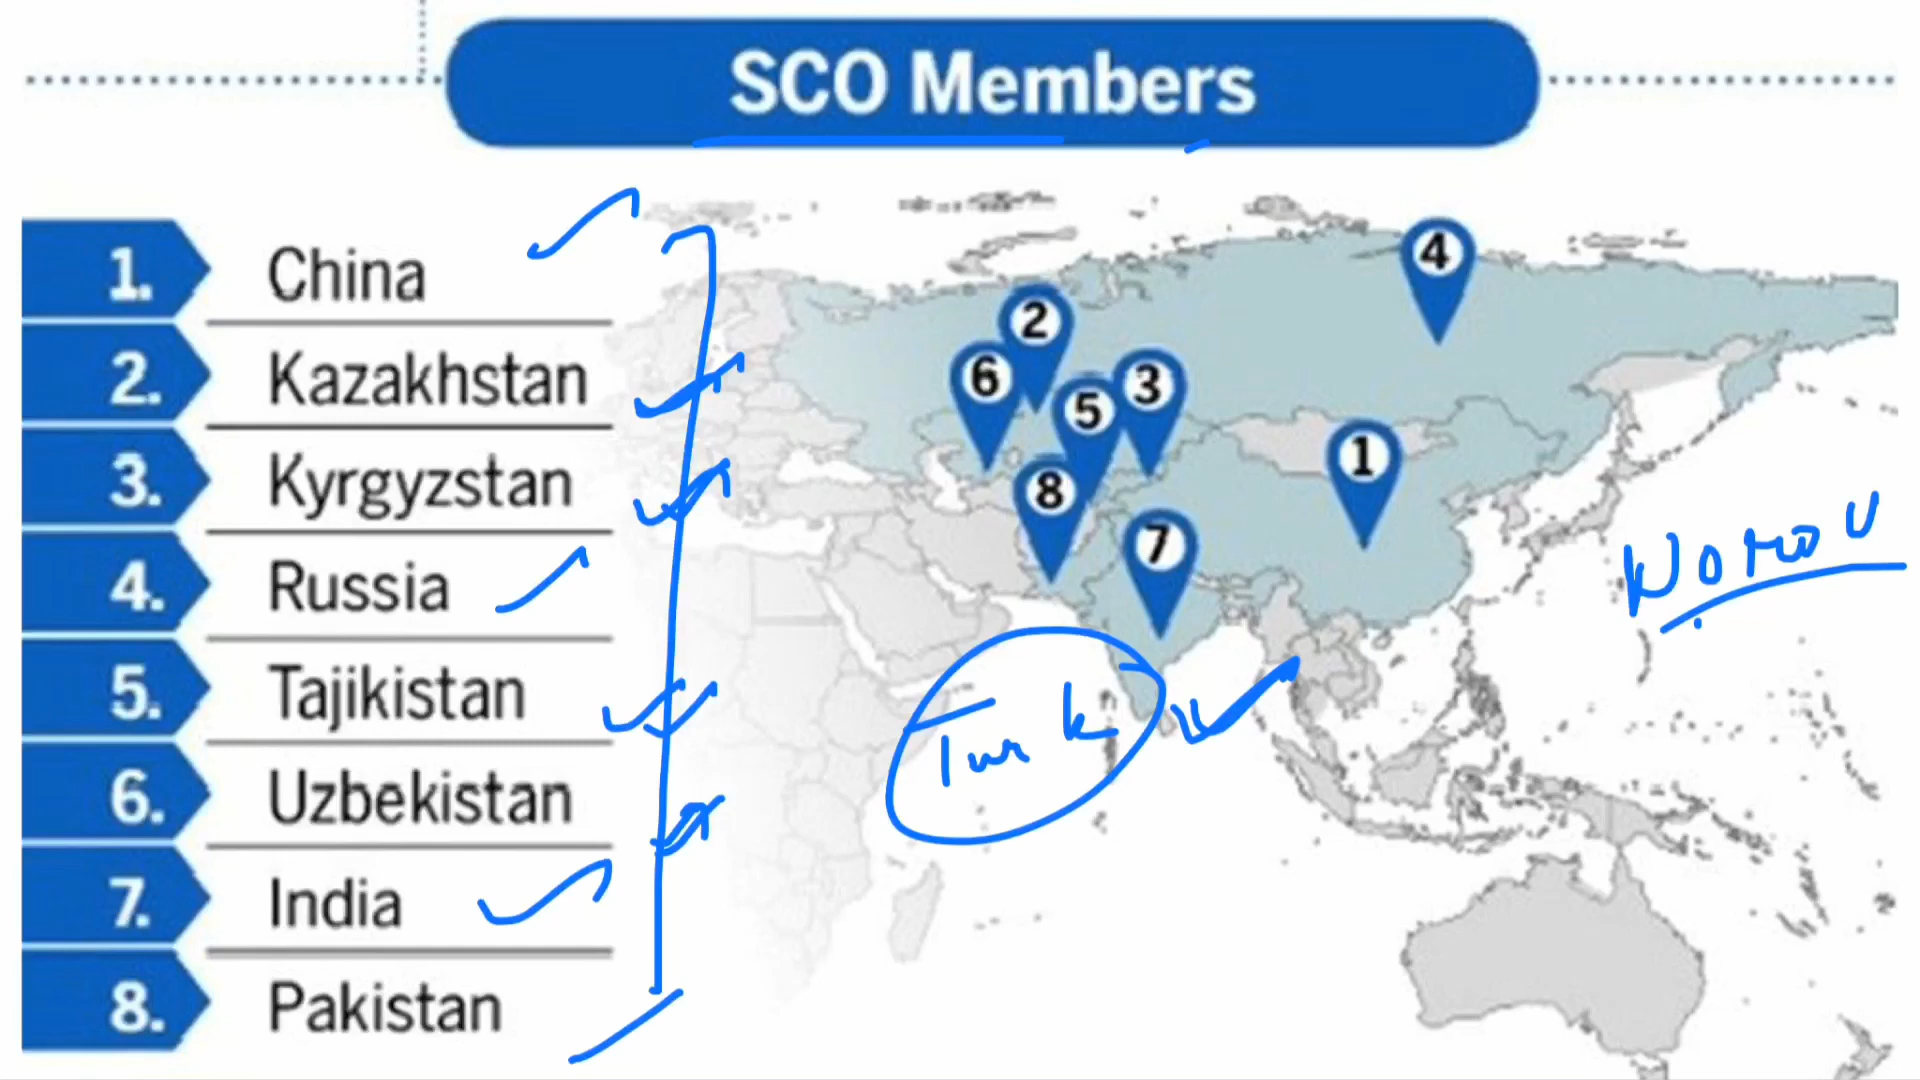 SCO Members
1. China
2. Kazakhstan
3. Kyrgyzstan
4. Russia
5. Tajikistan
6. Uzbekistan
7. India
8. Pakistan
4
2
6
3
5
1
8
7
Turk